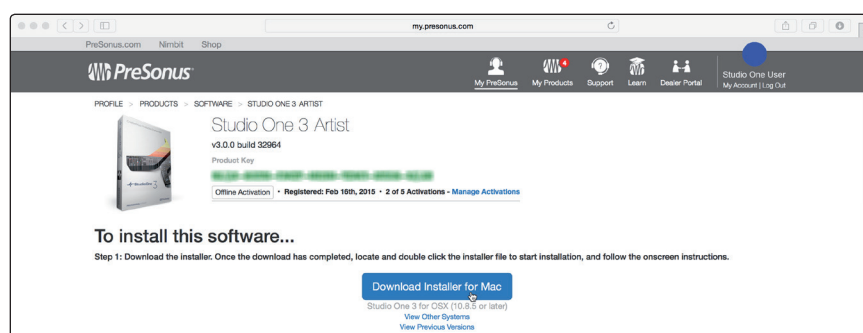 my.presonus.com
PreSonus.com Nimbit Shop
PreSonus
4
My PreSonus My Products Support Learn Dealer Portal
Studio One User
My Account | Log Out
PROFILE > PRODUCTS > SOFTWARE > STUDIO ONE 3 ARTIST
Studio One 3 Artist
v3.0.0 build 32964
Product Key
Offline Activation • Registered: Feb 16th, 2015 • 2 of 5 Activations - Manage Activations
To install this software...
Step 1: Download the installer. Once the download has completed, locate and double click the installer file to start installation, and follow the onscreen instructions.
Download Installer for Mac
Studio One 3 for OSX (10.8.5 or later)
View Other Systems
View Previous Versions